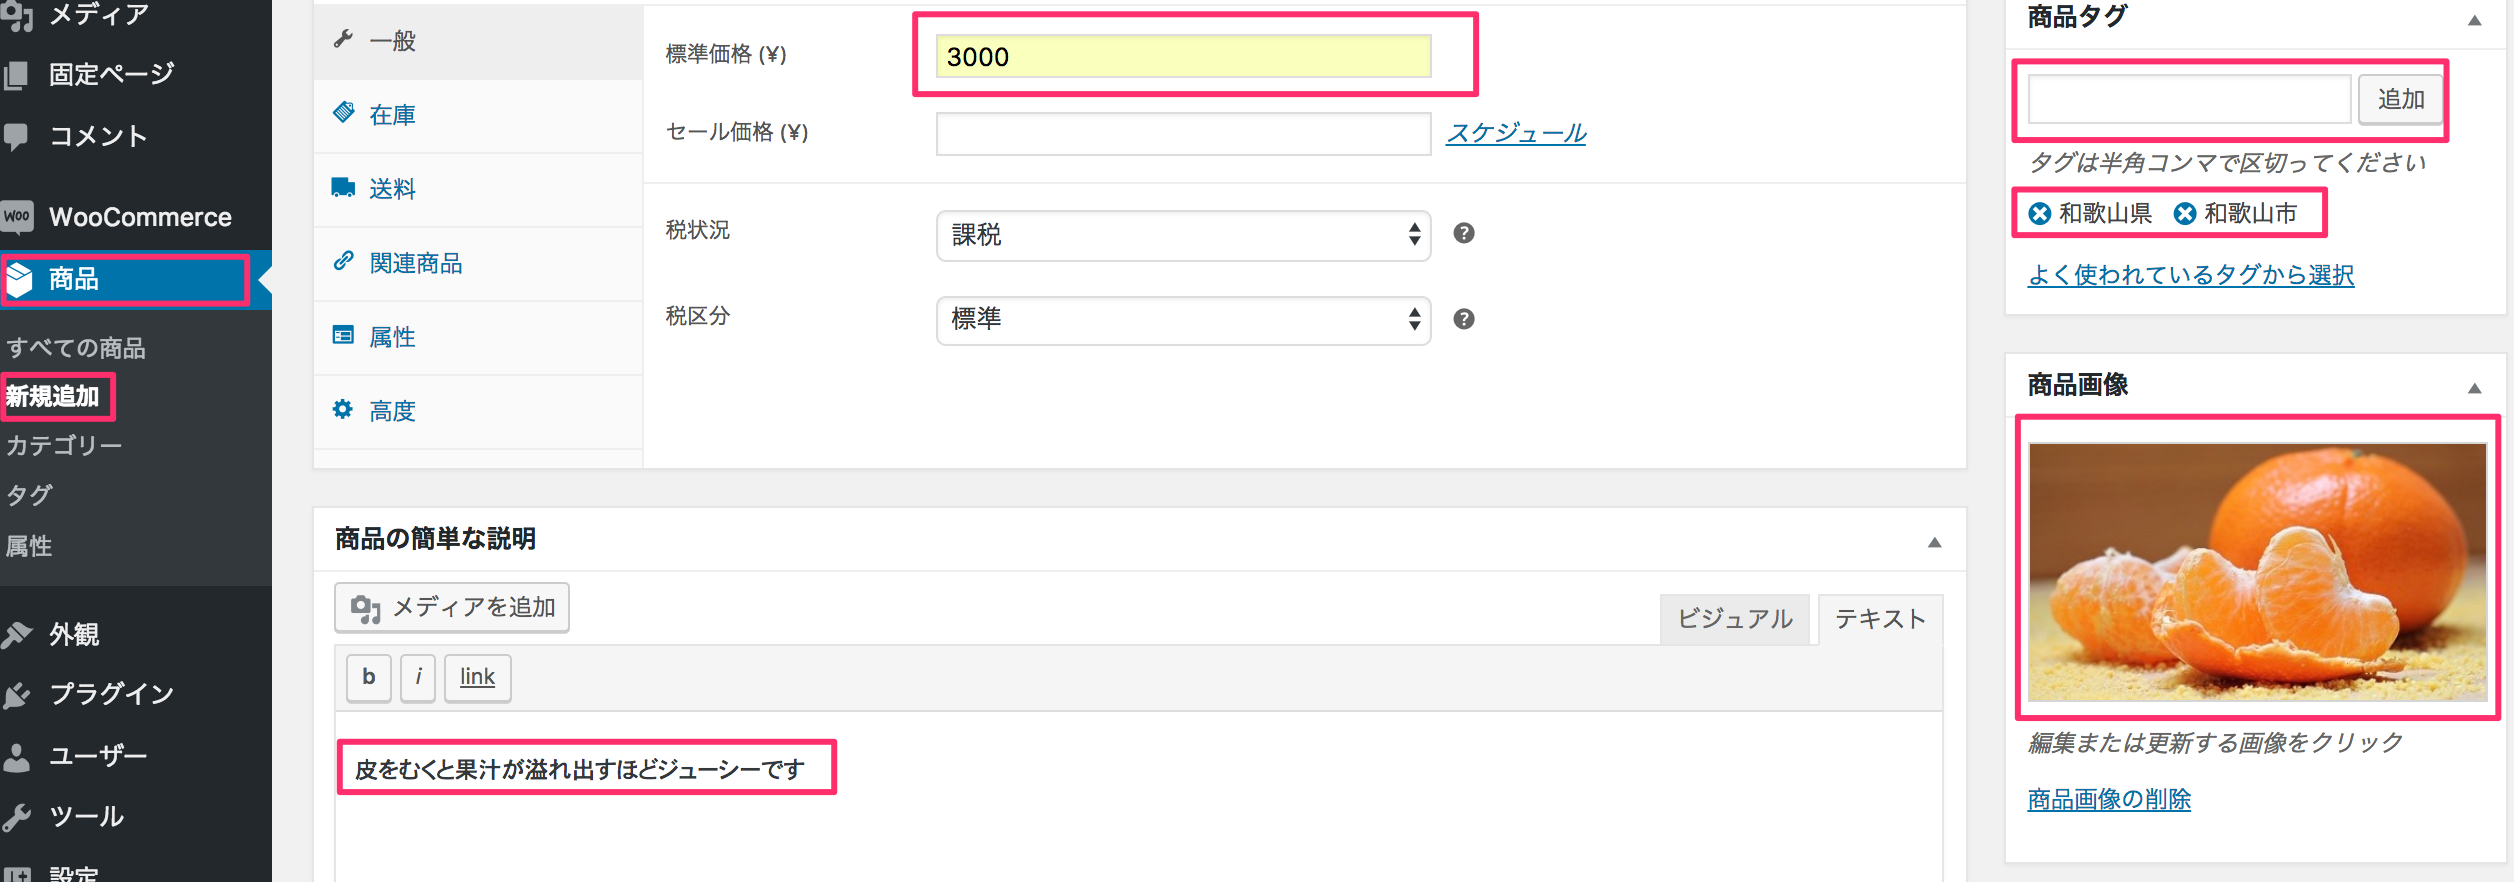 メディア
固定ページ
コメント
WOO WooCommerce
商品
すべての商品
新規追加
カテゴリー
タグ
属性
外観
プラグイン
ユーザー
ツール
設定
一般
在庫
送料
関連商品
属性
高度
標準価格 (¥)
3000
セール価格 (¥)
スケジュール
税状況
課税
税区分
標準
商品の簡単な説明
メディアを追加
ビジュアル
テキスト
b
i
link
皮をむくと果汁が溢れ出すほどジューシーです
商品タグ
追加
タグは半角コンマで区切ってください
和歌山県 和歌山市
よく使われているタグから選択
商品画像
編集または更新する画像をクリック
商品画像の削除